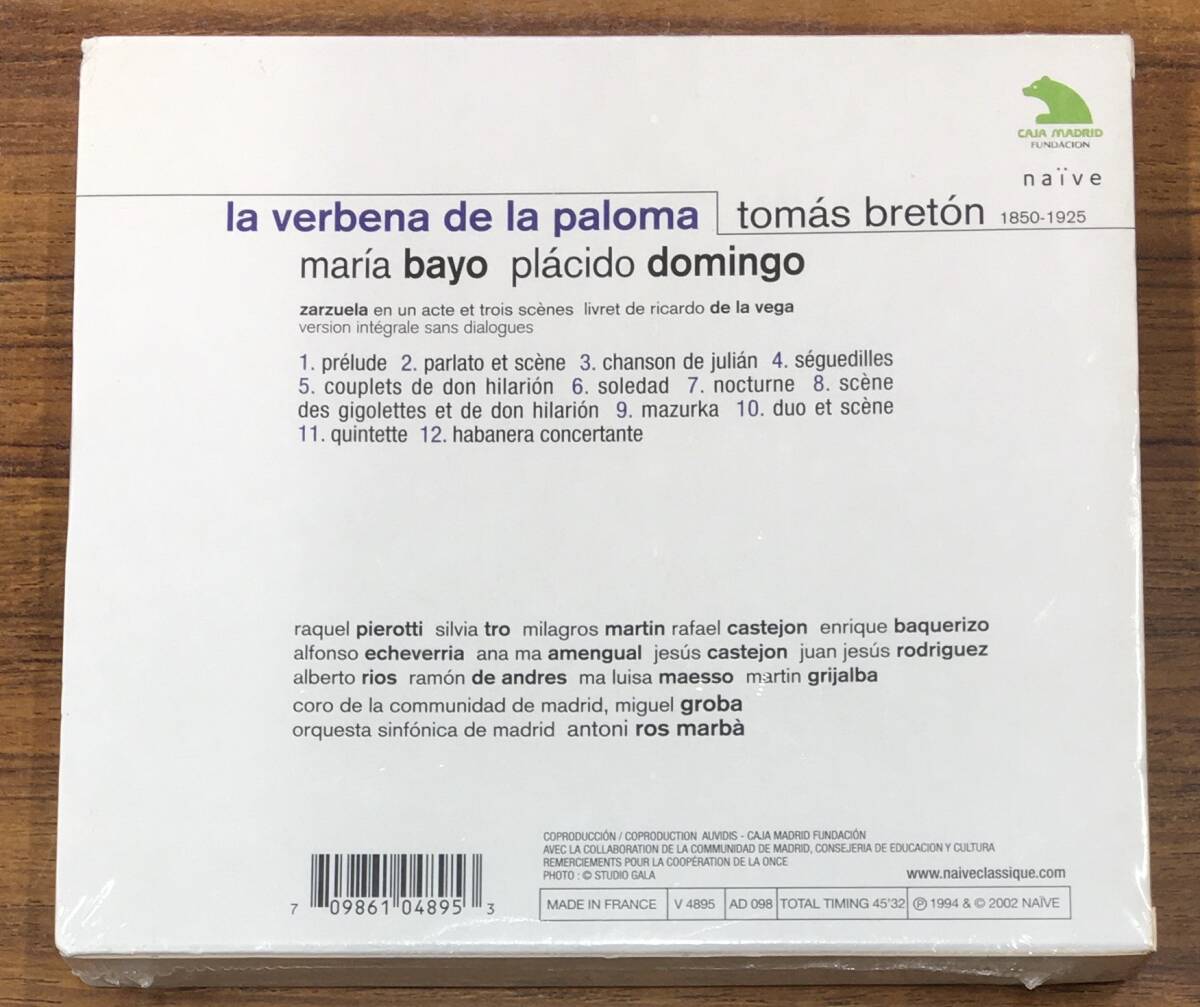 CAJA MADRID
FUNDACION
naïve
la verbena de la paloma tomás bretón 1850-1925
maría bayo plácido domingo
zarzuela en un acte et trois scènes livret de ricardo de la vega
version intégrale sans dialogues
1. prélude 2. parlato et scène 3. chanson de julián 4. séguedilles
5. couplets de don hilarión 6. soledad 7. nocturne 8. scène
des gigolettes et de don hilarión 9. mazurka 10. duo et scène
11. quintette 12. habanera concertante
raquel pierotti silvia tro milagros martin rafael castejon enrique baquerizo
alfonso echeverria ana ma amengual jesús castejon juan jesús rodriguez
alberto rios ramón de andres ma luisa maesso martin grijalba
coro de la communidad de madrid, miguel groba
orquesta sinfónica de madrid antoni ros marbà
COPRODUCCIÓN / COPRODUCTION AUVIDIS - CAJA MADRID FUNDACIÓN
AVEC LA COLLABORATION DE LA COMMUNIDAD DE MADRID, CONSEJERIA DE EDUCACION Y CULTURA
REMERCIEMENTS POUR LA COOPÉRATION DE LA ONCE
PHOTO : © STUDIO GALA
www.naiveclassique.com
7 09861 04895 3
MADE IN FRANCE V 4895 AD 098 TOTAL TIMING 45'32 ℗ 1994 & © 2002 NAÏVE